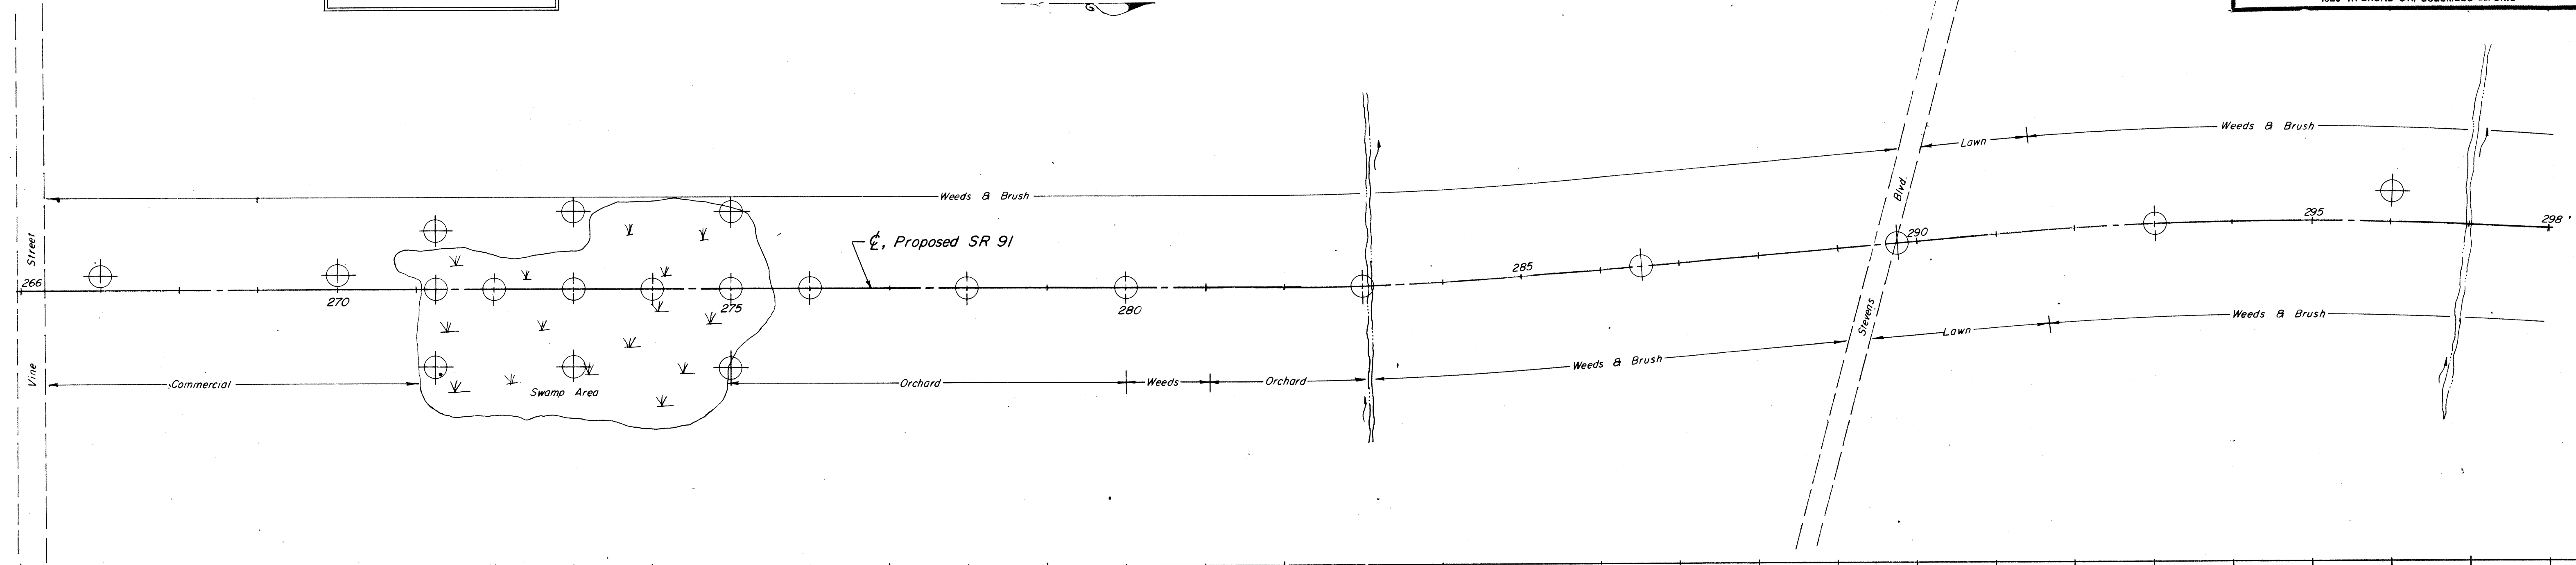 Weeds & Brush
Lawn
Weeds & Brush
Vine Street
Stevens Blvd.
℄, Proposed SR 91
266
270
275
280
285
290
295
298
Commercial
Swamp Area
Orchard
Weeds
Orchard
Weeds & Brush
Lawn
Weeds & Brush